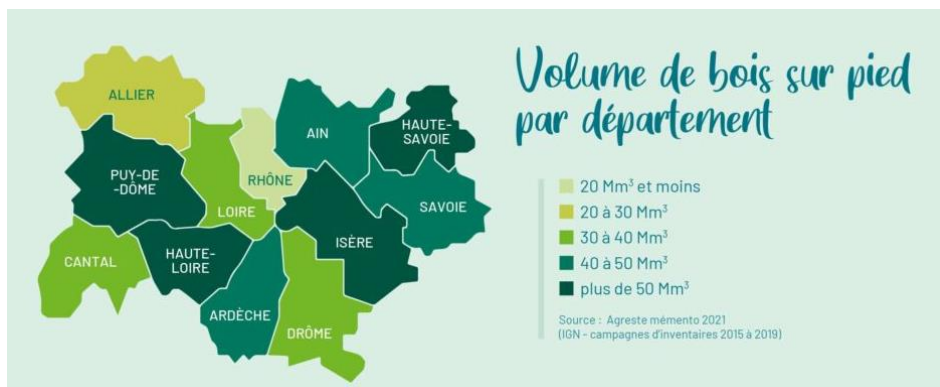 Volume de bois sur pied
par département
ALLIER
PUY-DE
-DÔME
CANTAL
HAUTE-
LOIRE
LOIRE
RHÔNE
AIN
HAUTE-
SAVOIE
SAVOIE
ISÈRE
ARDÈCHE
DRÔME
20 Mm³ et moins
20 à 30 Mm³
30 à 40 Mm³
40 à 50 Mm³
plus de 50 Mm³
Source : Agreste mémento 2021
(IGN - campagnes d'inventaires 2015 à 2019)